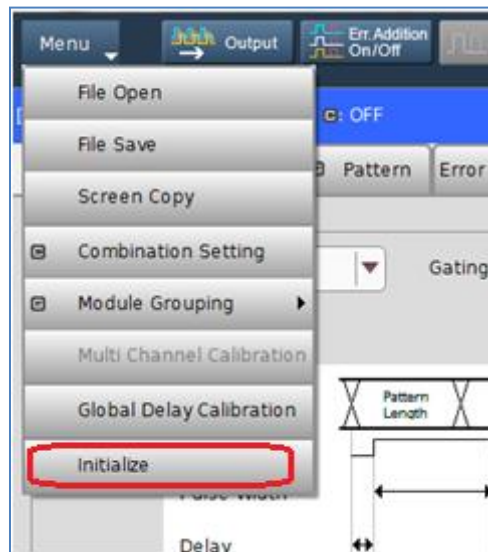 Menu
Output
Err.Addition
On/Off
File Open
C: OFF
File Save
Pattern
Error
Screen Copy
Combination Setting
Gating
Module Grouping
Multi Channel Calibration
Pattern
Length
Global Delay Calibration
Initialize
Pulse Width
Delay